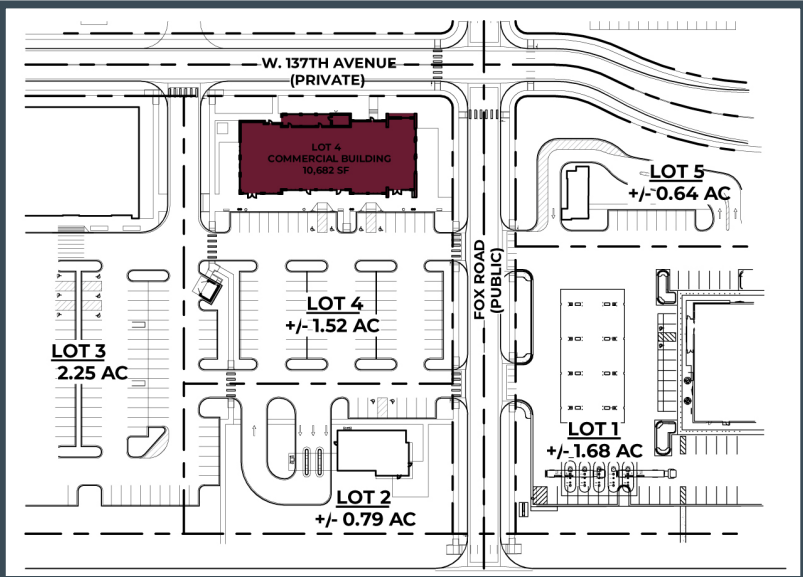 W. 137TH AVENUE
(PRIVATE)
LOT 4
COMMERCIAL BUILDING
10,682 SF
LOT 5
+/- 0.64 AC
FOX ROAD
(PUBLIC)
LOT 4
+/- 1.52 AC
LOT 3
2.25 AC
LOT 1
+/- 1.68 AC
LOT 2
+/- 0.79 AC